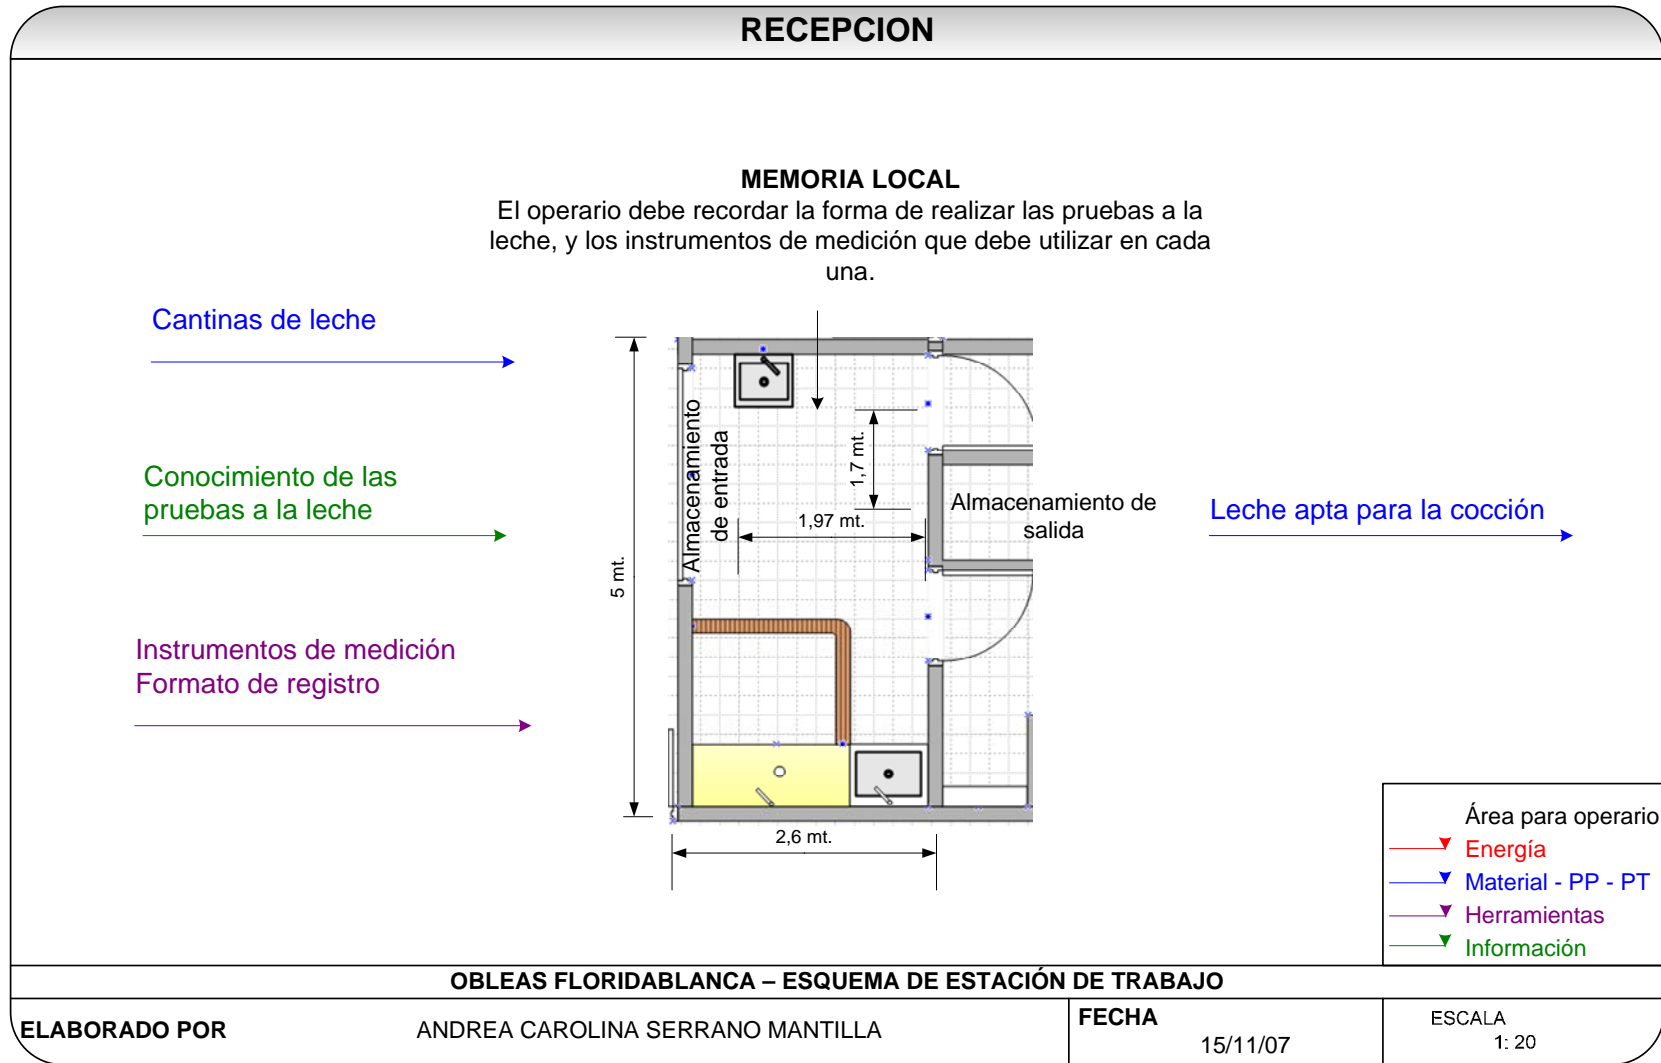 RECEPCION
MEMORIA LOCAL
El operario debe recordar la forma de realizar las pruebas a la
leche, y los instrumentos de medición que debe utilizar en cada
una.
Cantinas de leche
Conocimiento de las
pruebas a la leche
Instrumentos de medición
Formato de registro
5 mt.
Almacenamiento
de entrada
1,7 mt.
1,97 mt.
Almacenamiento de
salida
2,6 mt.
Leche apta para la cocción
Área para operario
Energía
Material - PP - PT
Herramientas
Información
OBLEAS FLORIDABLANCA – ESQUEMA DE ESTACIÓN DE TRABAJO
ELABORADO POR
ANDREA CAROLINA SERRANO MANTILLA
FECHA
15/11/07
ESCALA
1: 20